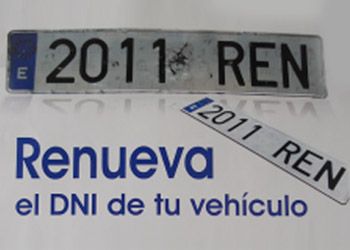 E 2011 REN
2011 REN
Renueva
el DNI de tu vehículo